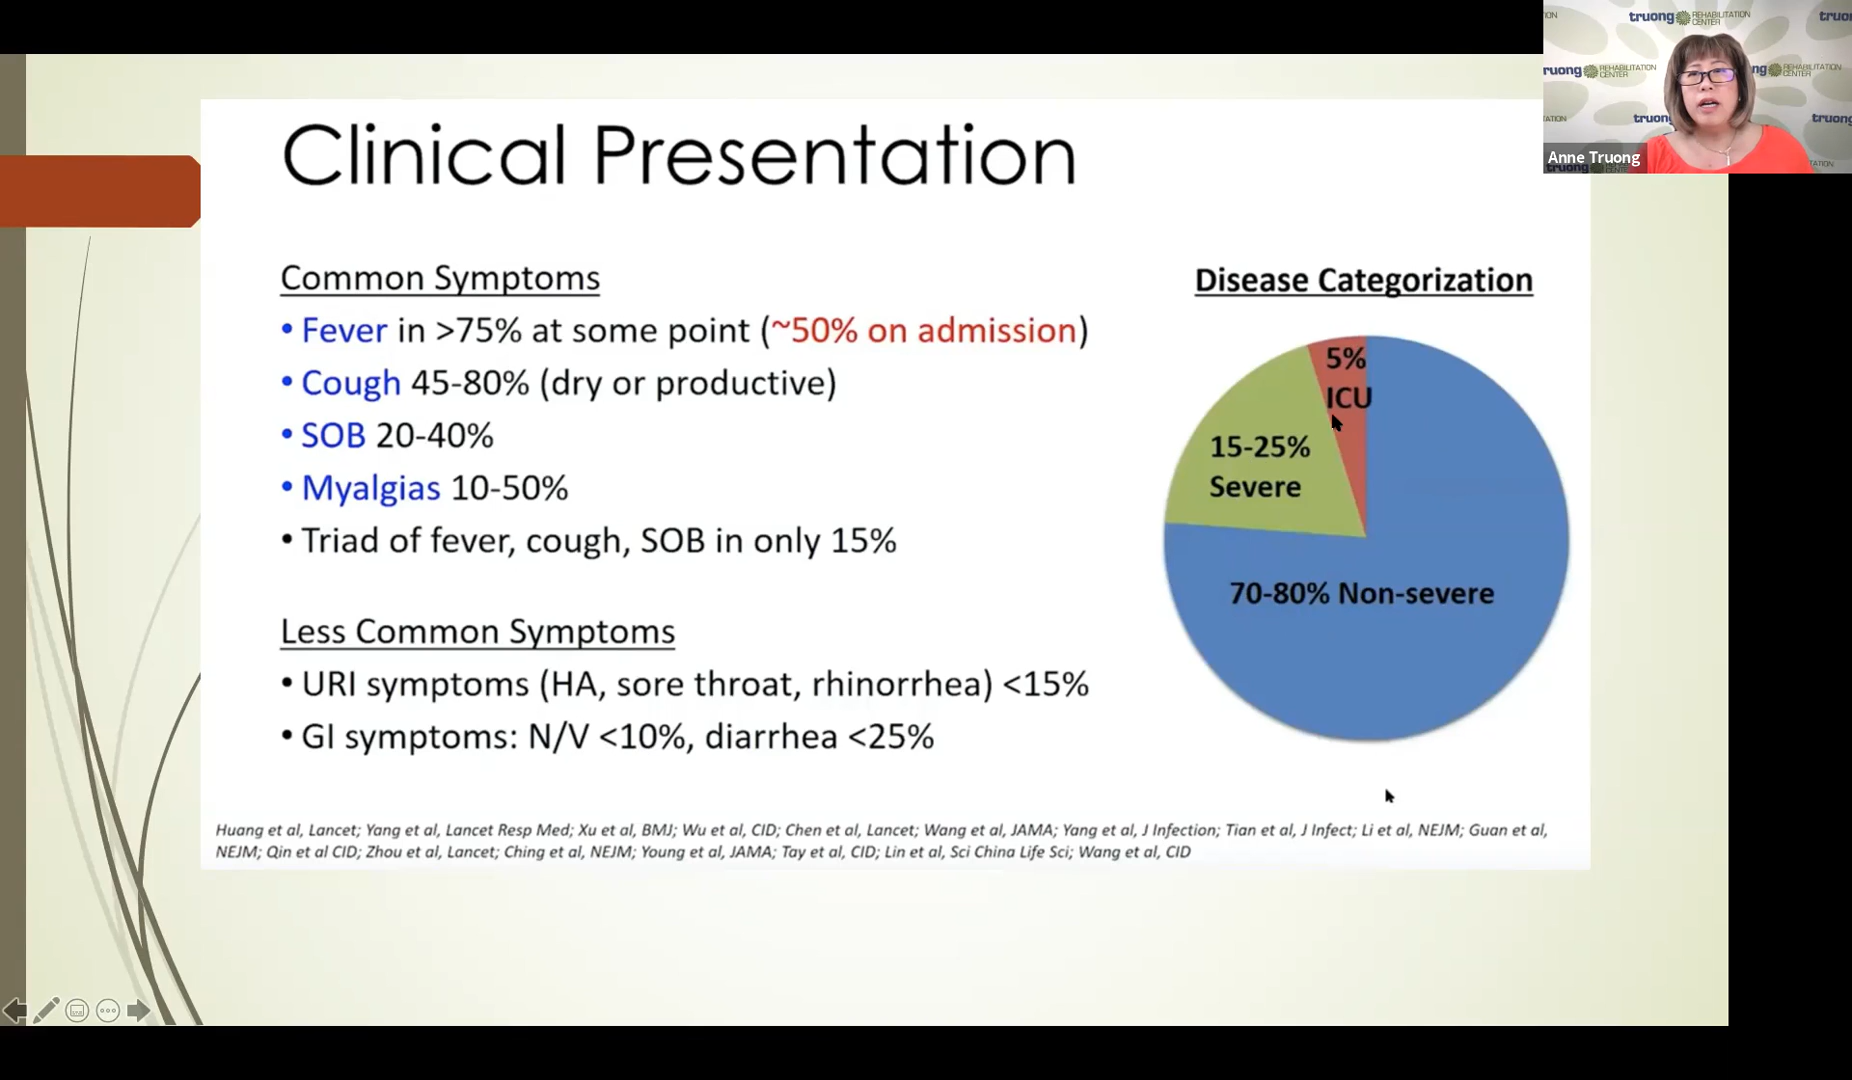 Clinical Presentation
Common Symptoms
• Fever in >75% at some point (~50% on admission)
• Cough 45-80% (dry or productive)
• SOB 20-40%
• Myalgias 10-50%
• Triad of fever, cough, SOB in only 15%
Less Common Symptoms
• URI symptoms (HA, sore throat, rhinorrhea) <15%
• GI symptoms: N/V <10%, diarrhea <25%
Disease Categorization
5%
ICU
15-25%
Severe
70-80% Non-severe
Huang et al, Lancet; Yang et al, Lancet Resp Med; Xu et al, BMJ; Wu et al, CID; Chen et al, Lancet; Wang et al, JAMA; Yang et al, J Infection; Tian et al, J Infect; Li et al, NEJM; Guan et al,
NEJM; Qin et al CID; Zhou et al, Lancet; Ching et al, NEJM; Young et al, JAMA; Tay et al, CID; Lin et al, Sci China Life Sci; Wang et al, CID
truong REHABILITATION CENTER
Anne Truong